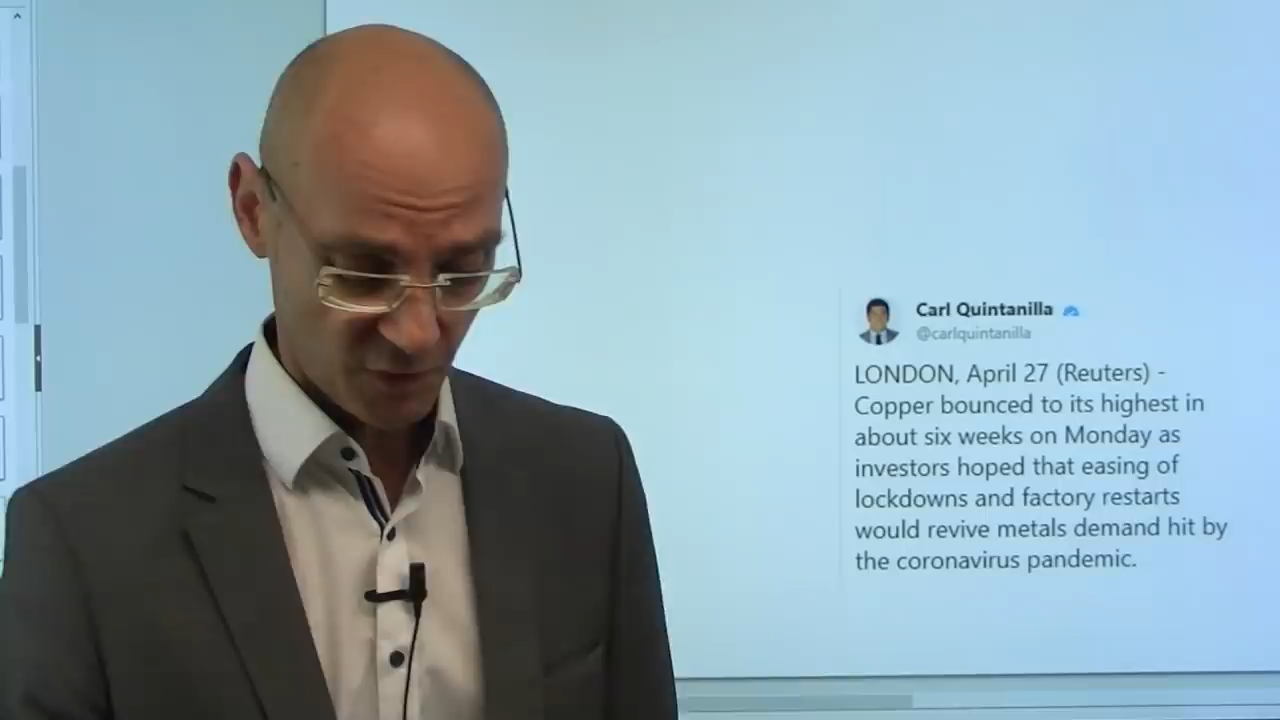 Carl Quintanilla
@carlquintanilla
LONDON, April 27 (Reuters) -
Copper bounced to its highest in
about six weeks on Monday as
investors hoped that easing of
lockdowns and factory restarts
would revive metals demand hit by
the coronavirus pandemic.